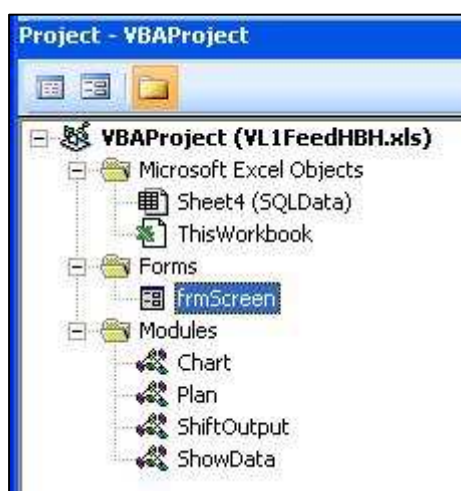 Project - VBAProject
VBAProject (VL1FeedHBH.xls)
Microsoft Excel Objects
Sheet4 (SQLData)
ThisWorkbook
Forms
frmScreen
Modules
Chart
Plan
ShiftOutput
ShowData